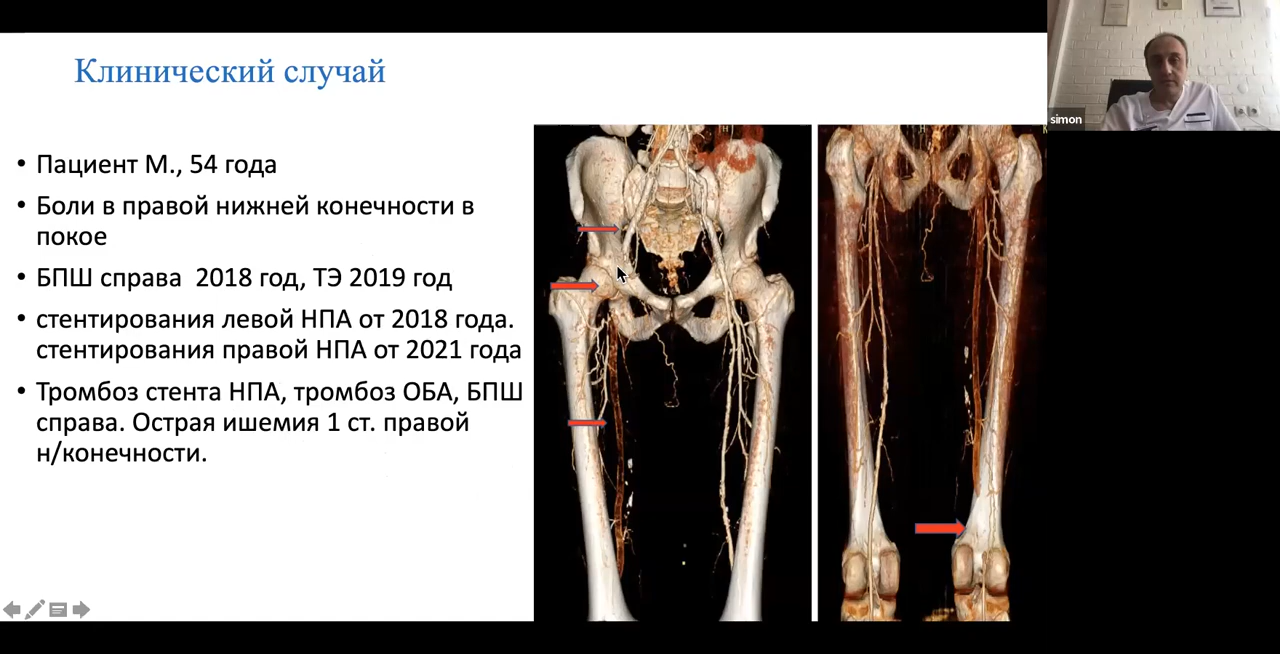 Клинический случай
simon
• Пациент М., 54 года
• Боли в правой нижней конечности в
покое
• БПШ справа 2018 год, ТЭ 2019 год
• стентирования левой НПА от 2018 года.
стентирования правой НПА от 2021 года
• Тромбоз стента НПА, тромбоз ОБА, БПШ
справа. Острая ишемия 1 ст. правой
н/конечности.